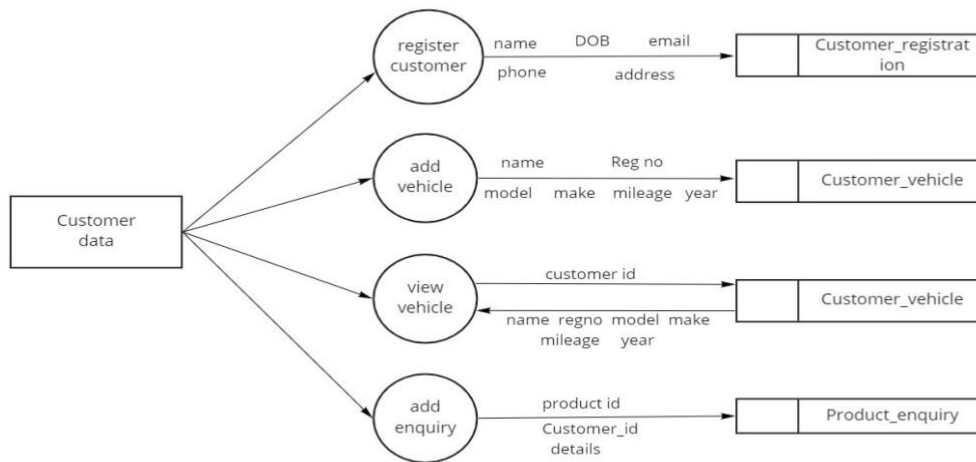 register
customer
name DOB email
phone address
Customer_registrat
ion
add
vehicle
name Reg no
model make mileage year
Customer_vehicle
Customer
data
view
vehicle
customer id
name regno model make
mileage year
Customer_vehicle
add
enquiry
product id
Customer_id
details
Product_enquiry